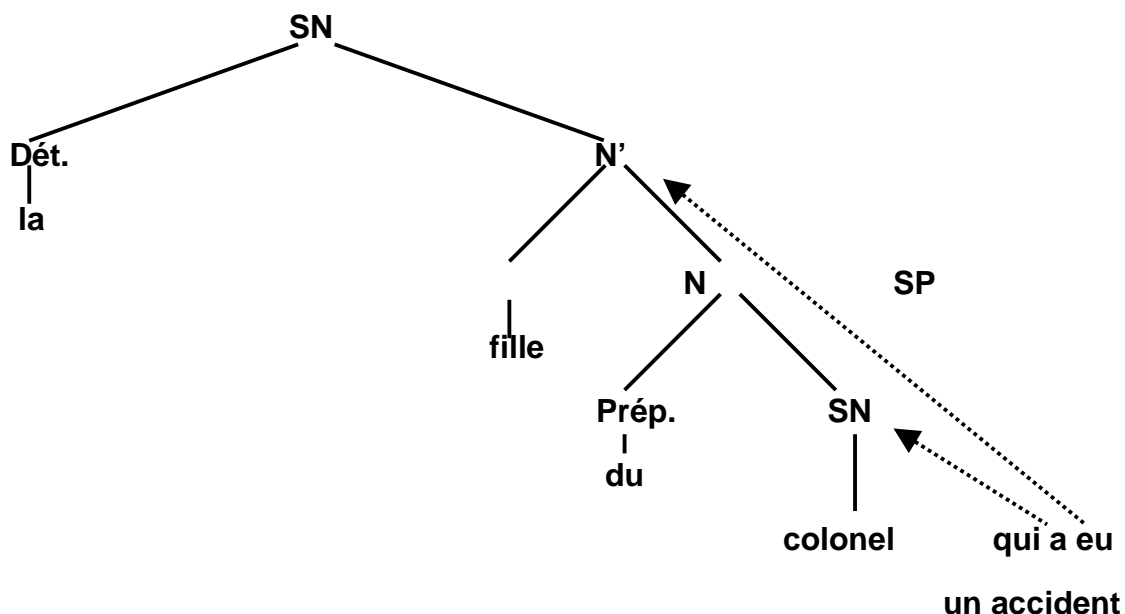 SN
Dét. N’
la
N SP
fille
Prép. SN
du
colonel qui a eu
un accident